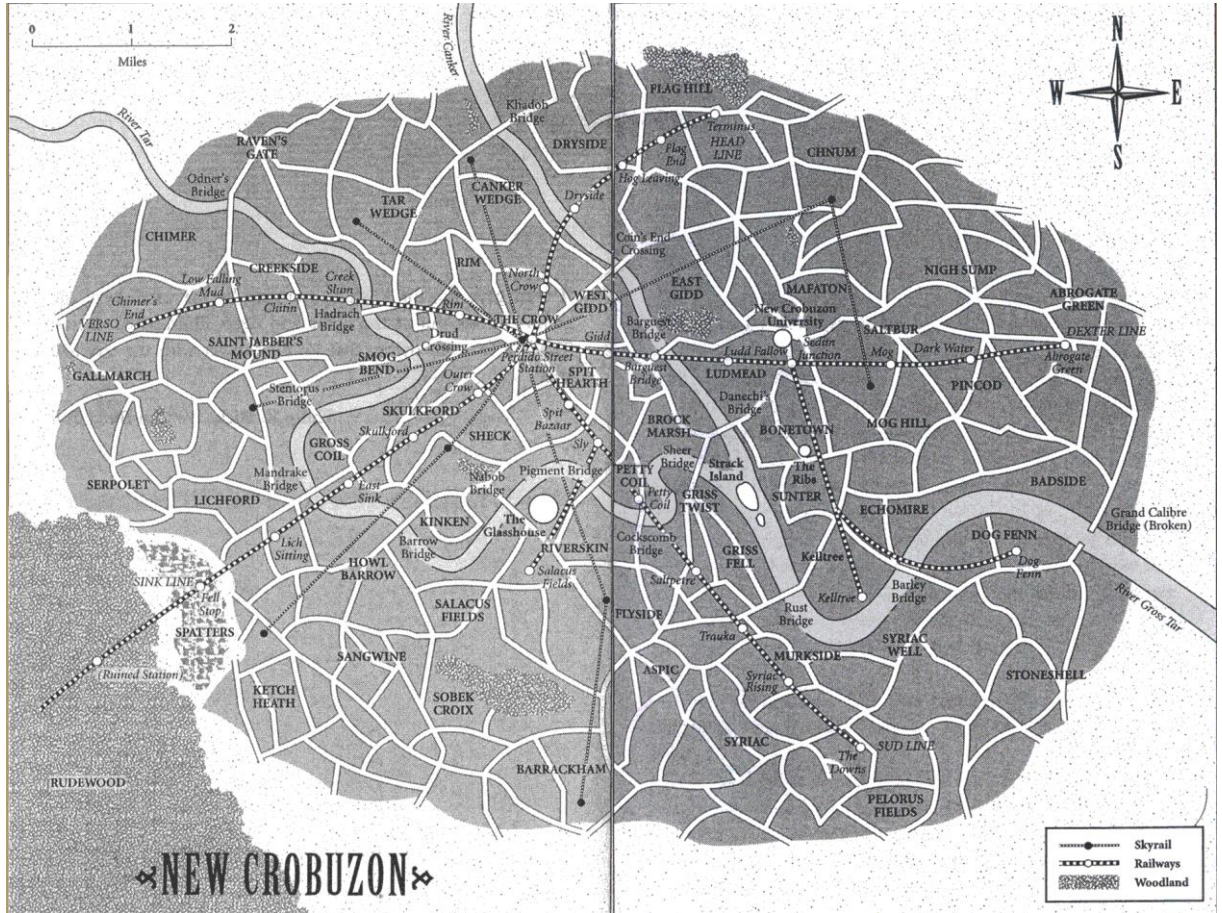 0 1 2
Miles
River Canker
FLAG HILL
N
W E
S
River Tar
Khadoh
Bridge
Terminus
HEAD
LINE
RAVEN'S
GATE
DRYSIDE
Flag
End
CHNUM
Odner's Bridge
CANKER
WEDGE
Hog Leaving
TAR
WEDGE
Dryside
CHIMER
Coin's End
Crossing
CREEKSIDE
RIM
NIGH SUMP
Low Falling
Mud
Creek
Slum
North
Crow
EAST
GIDD
MAFATON
Chimer's
End
Chitin
WEST
GIDD
ABROGATE
GREEN
Hadrach
Bridge
Rim
THE CROW
Barguest
Bridge
New Crobuzon
University
VERSO
LINE
SALTBUR
DEXTER LINE
SAINT JABBER'S
MOUND
Drud
Crossing
Gidd
Sedim
Junction
SMOG
BEND
Perdido Street
Station
Ludd Fallow
Mog
Dark Water
GALLMARCH
Outer
Crow
SPIT
HEARTH
Barguest
Bridge
LUDMEAD
Abrogate
Green
Stentorus
Bridge
PINCOD
SKULKFORD
Danechi's
Bridge
Spit
Bazaar
BROCK
MARSH
BONETOWN
MOG HILL
Skulkford
SHECK
GROSS
COIL
Sly
Sheer
Bridge
Strack
Island
The
Ribs
Mandrake
Bridge
Nabob
Bridge
Pigment Bridge
PETTY
COIL
SERPOLET
East
Sink
BADSIDE
LICHFORD
Petty
Coil
GRISS
TWIST
SUNTER
ECHOMIRE
KINKEN
The
Glasshouse
Grand Calibre
Bridge (Broken)
Lich
Sitting
Barrow
Bridge
RIVERSKIN
Cockscomb
Bridge
DOG FENN
HOWL
BARROW
GRISS
FELL
Kelltree
Dog
Fenn
SINK LINE
Salacus
Fields
Saltpetre
Barley
Bridge
Fell
Stop
Kelltree
River Gross Tar
SALACUS
FIELDS
FLYSIDE
Rust
Bridge
SPATTERS
Trauka
SYRIAC
WELL
SANGWINE
MURKSIDE
(Ruined Station)
ASPIC
Syriac
Rising
STONESHELL
KETCH
HEATH
SOBEK
CROIX
SYRIAC
SUD LINE
The
Downs
BARRACKHAM
RUDEWOOD
PELORUS
FIELDS
Skyrail
Railways
Woodland
NEW CROBUZON